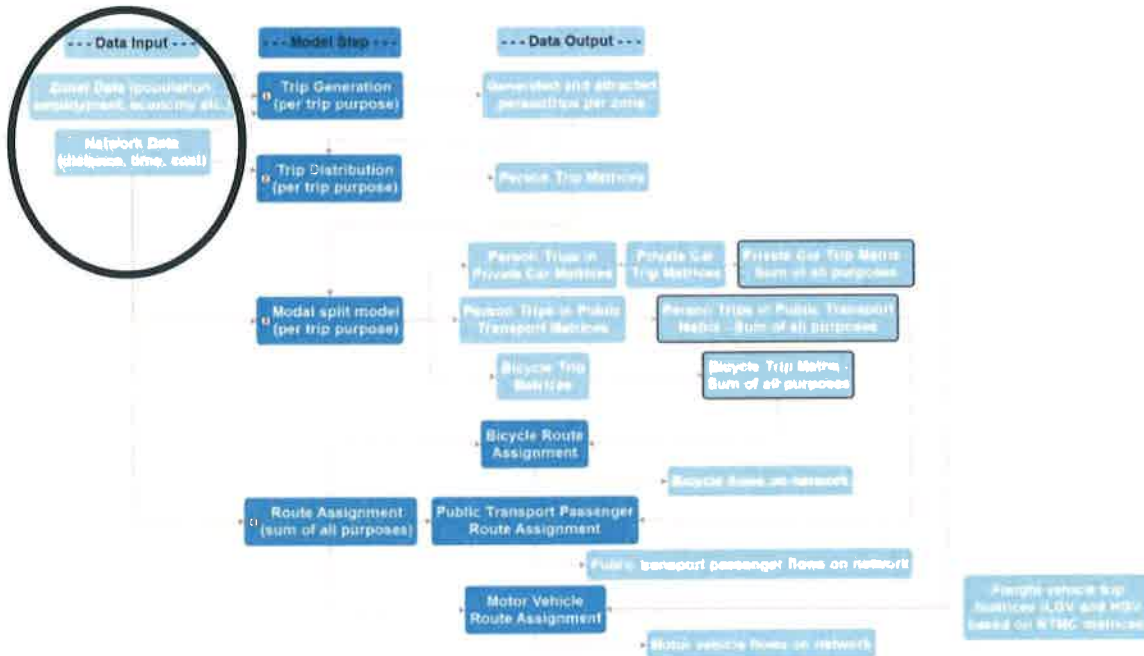 --- Data Input ---
--- Model Step ---
--- Data Output ---
Zonal Data (population,
employment, economy etc.)
Trip Generation
(per trip purpose)
Generated and attracted
persontrips per zone
Network Data
(distance, time, cost)
Trip Distribution
(per trip purpose)
Person Trip Matrices
Person Trips in
Private Car Matrices
Private Car
Trip Matrices
Private Car Trip Matrix -
Sum of all purposes
Modal split model
(per trip purpose)
Person Trips in Public
Transport Matrices
Person Trips in Public Transport
Matrix - Sum of all purposes
Bicycle Trip
Matrices
Bicycle Trip Matrix -
Sum of all purposes
Bicycle Route
Assignment
Bicycle flows on network
Route Assignment
(sum of all purposes)
Public Transport Passenger
Route Assignment
Public transport passenger flows on network
Motor Vehicle
Route Assignment
Freight vehicle trip
matrices (LGV and HGV)
based on NTMC matrices
Motor vehicle flows on network